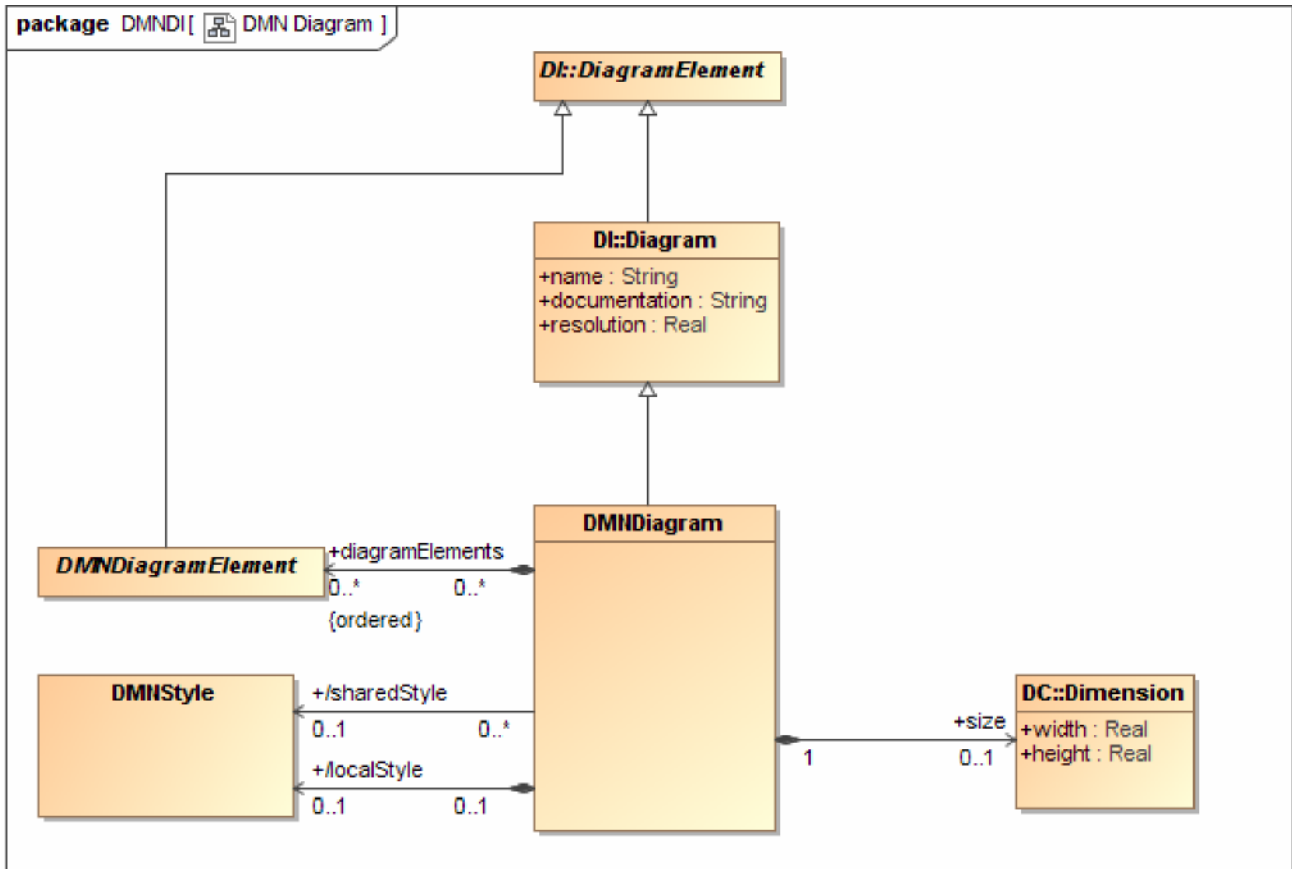 package DMNDI [ DMN Diagram ]
DI::DiagramElement
DI::Diagram
+name : String
+documentation : String
+resolution : Real
DMNDiagram
DMNDiagramElement
+diagramElements
0..* 0..*
{ordered}
DMNStyle
+/sharedStyle
0..1 0..*
+/localStyle
0..1 0..1
DC::Dimension
+width : Real
+height : Real
+size
1 0..1